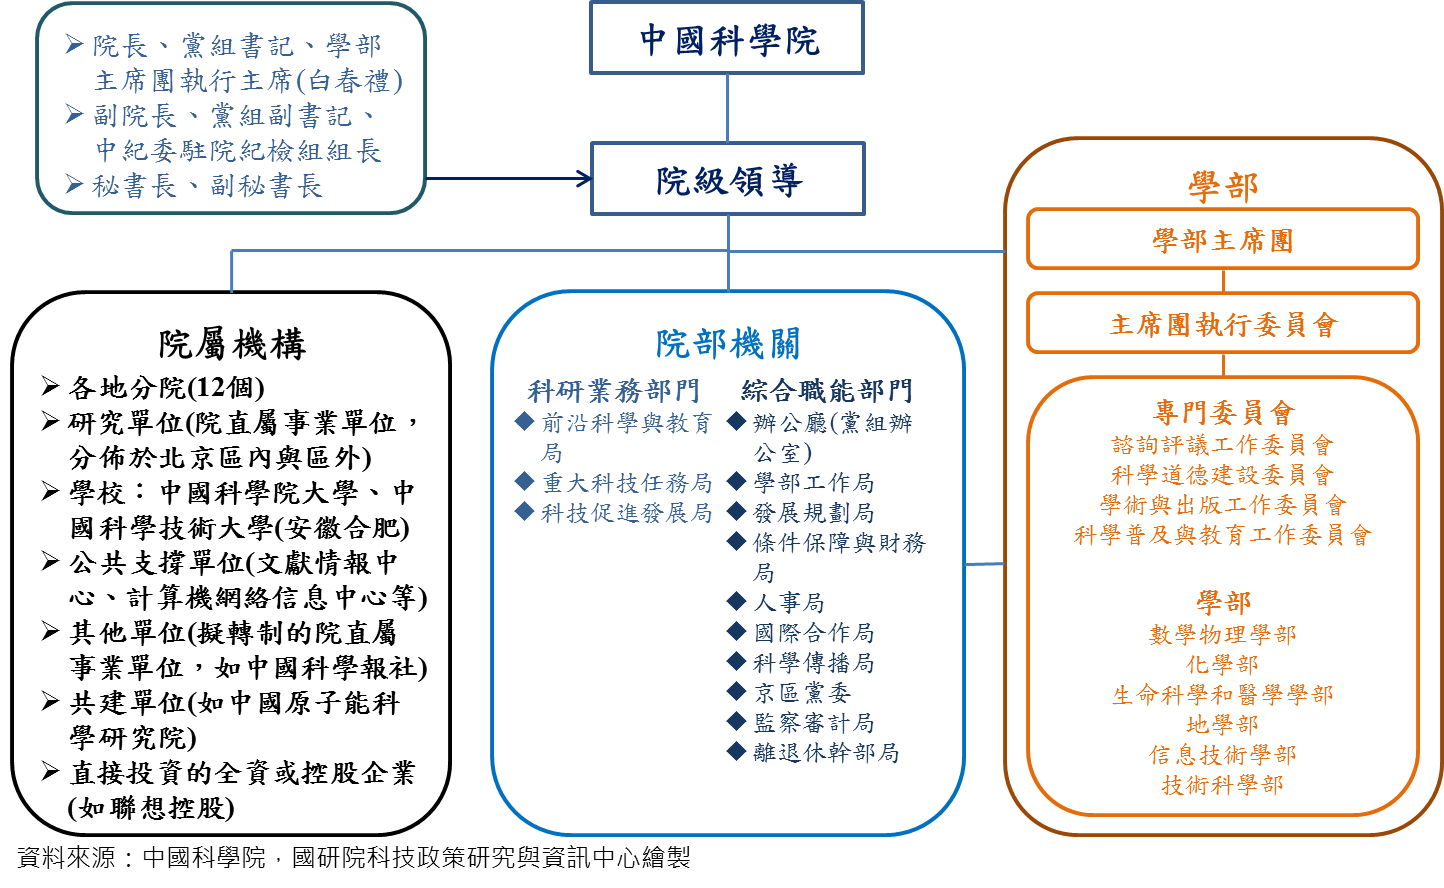 中國科學院
院級領導
➢ 院長、黨組書記、學部
主席團執行主席(白春禮)
➢ 副院長、黨組副書記、
中紀委駐院紀檢組組長
➢ 秘書長、副秘書長
院屬機構
➢ 各地分院(12個)
➢ 研究單位(院直屬事業單位，
分佈於北京區內與區外)
➢ 學校：中國科學院大學、中
國科學技術大學(安徽合肥)
➢ 公共支撐單位(文獻情報中
心、計算機網絡信息中心等)
➢ 其他單位(擬轉制的院直屬
事業單位，如中國科學報社)
➢ 共建單位(如中國原子能科
學研究院)
➢ 直接投資的全資或控股企業
(如聯想控股)
院部機關
科研業務部門
◆ 前沿科學與教育
局
◆ 重大科技任務局
◆ 科技促進發展局
綜合職能部門
◆ 辦公廳(黨組辦
公室)
◆ 學部工作局
◆ 發展規劃局
◆ 條件保障與財務
局
◆ 人事局
◆ 國際合作局
◆ 科學傳播局
◆ 京區黨委
◆ 監察審計局
◆ 離退休幹部局
學部
學部主席團
主席團執行委員會
專門委員會
諮詢評議工作委員會
科學道德建設委員會
學術與出版工作委員會
科學普及與教育工作委員會
學部
數學物理學部
化學部
生命科學和醫學學部
地學部
信息技術學部
技術科學部
資料來源：中國科學院，國研院科技政策研究與資訊中心繪製